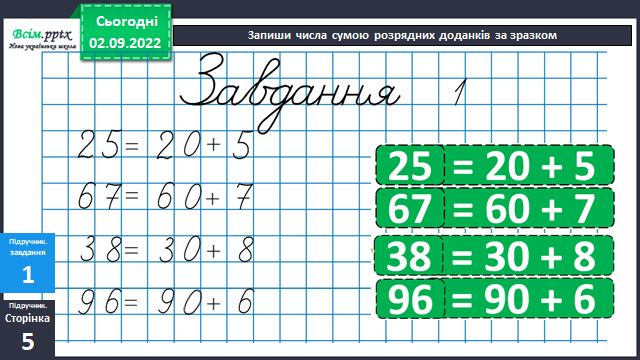 Всім.pptx
Нова українська школа
Сьогодні
02.09.2022
Запиши числа сумою розрядних доданків за зразком
Завдання 1
25 = 20 + 5
67 = 60 + 7
38 = 30 + 8
96 = 90 + 6
25 = 20 + 5
67 = 60 + 7
38 = 30 + 8
96 = 90 + 6
Підручник.
завдання
1
Підручник.
Сторінка
5